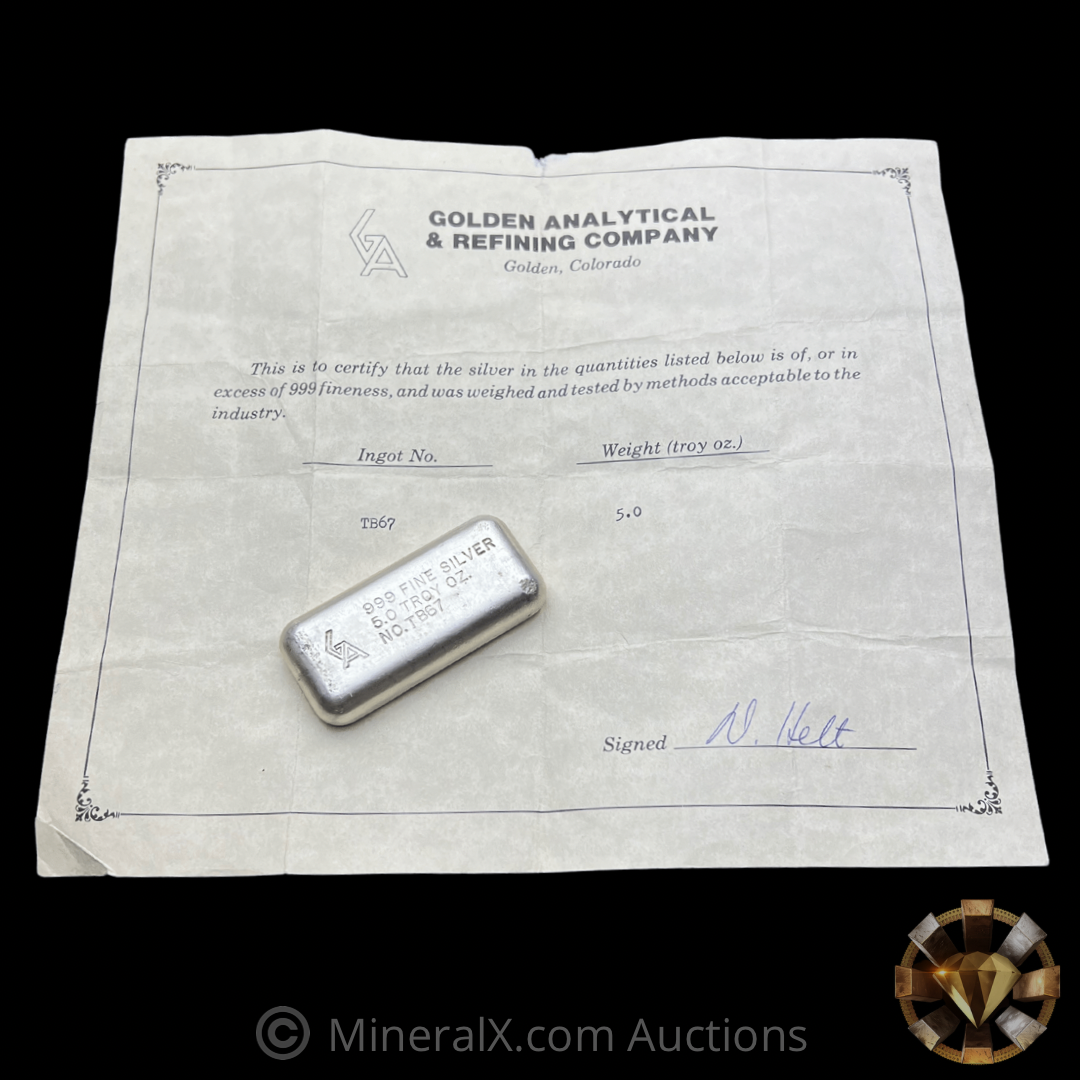 GOLDEN ANALYTICAL
& REFINING COMPANY
Golden, Colorado
GA
This is to certify that the silver in the quantities listed below is of, or in
excess of 999 fineness, and was weighed and tested by methods acceptable to the
industry.
Ingot No. Weight (troy oz.)
TB67 5.0
999 FINE SILVER
5.0 TROY OZ.
NO.TB67
GA
Signed N. Helt
© MineralX.com Auctions